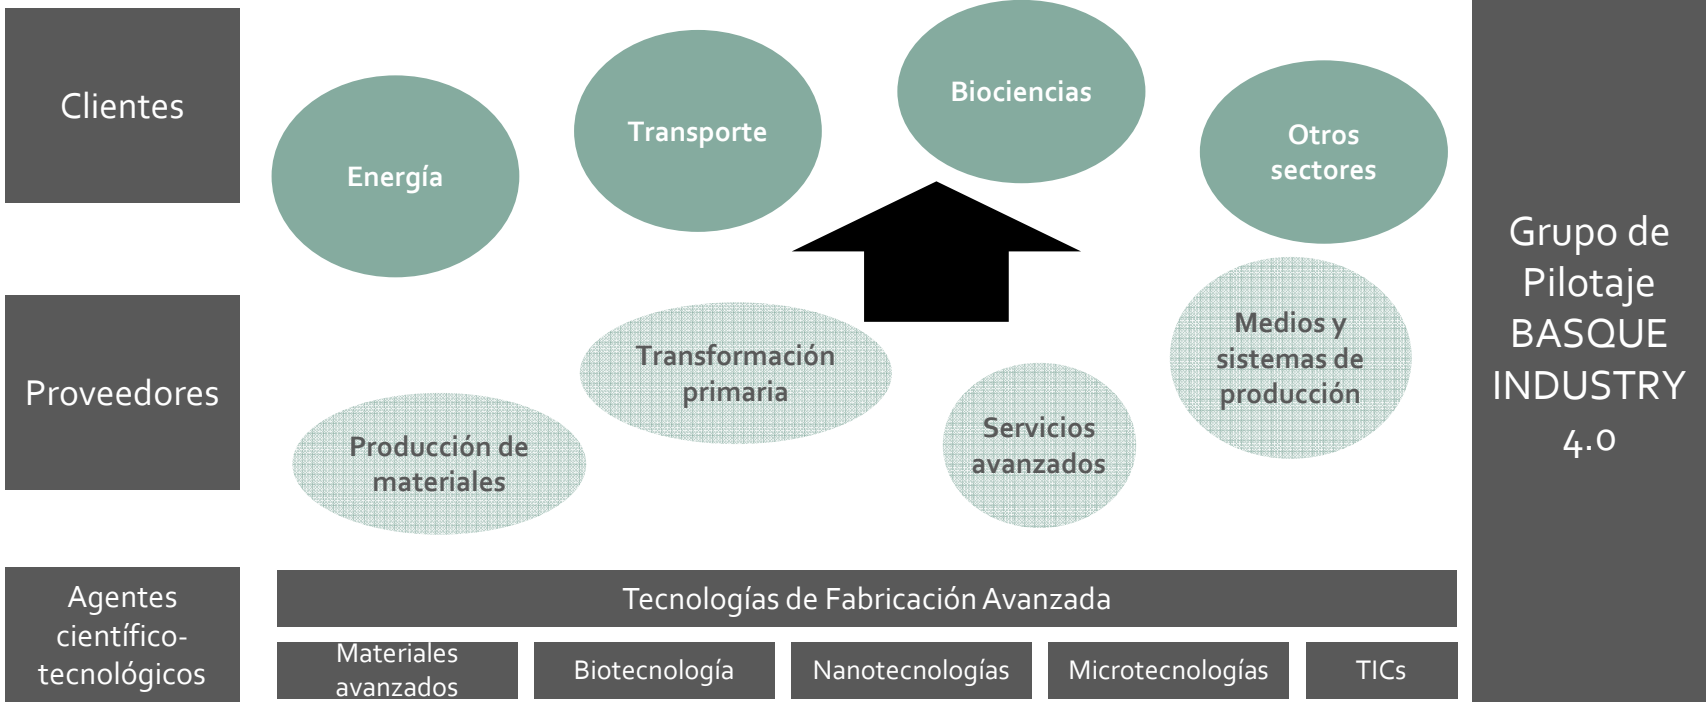 Clientes
Energía
Transporte
Biociencias
Otros
sectores
Proveedores
Producción de
materiales
Transformación
primaria
Servicios
avanzados
Medios y
sistemas de
producción
Agentes
científico-
tecnológicos
Tecnologías de Fabricación Avanzada
Materiales
avanzados
Biotecnología
Nanotecnologías
Microtecnologías
TICs
Grupo de
Pilotaje
BASQUE
INDUSTRY
4.0